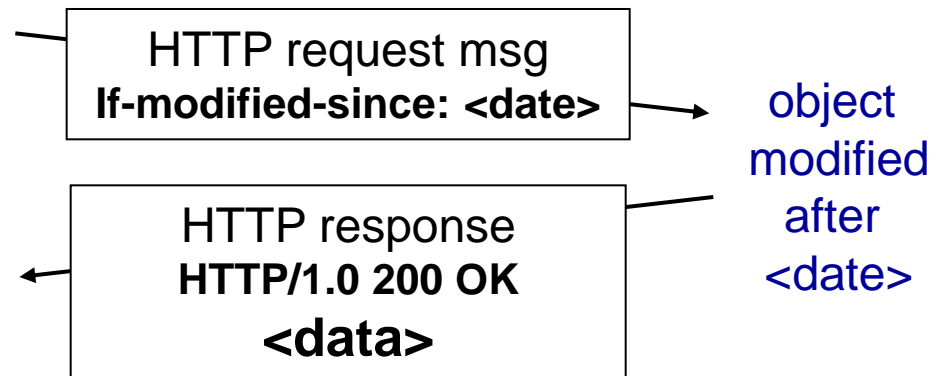 HTTP request msg
If-modified-since: <date>
object
modified
after
<date>
HTTP response
HTTP/1.0 200 OK
<data>